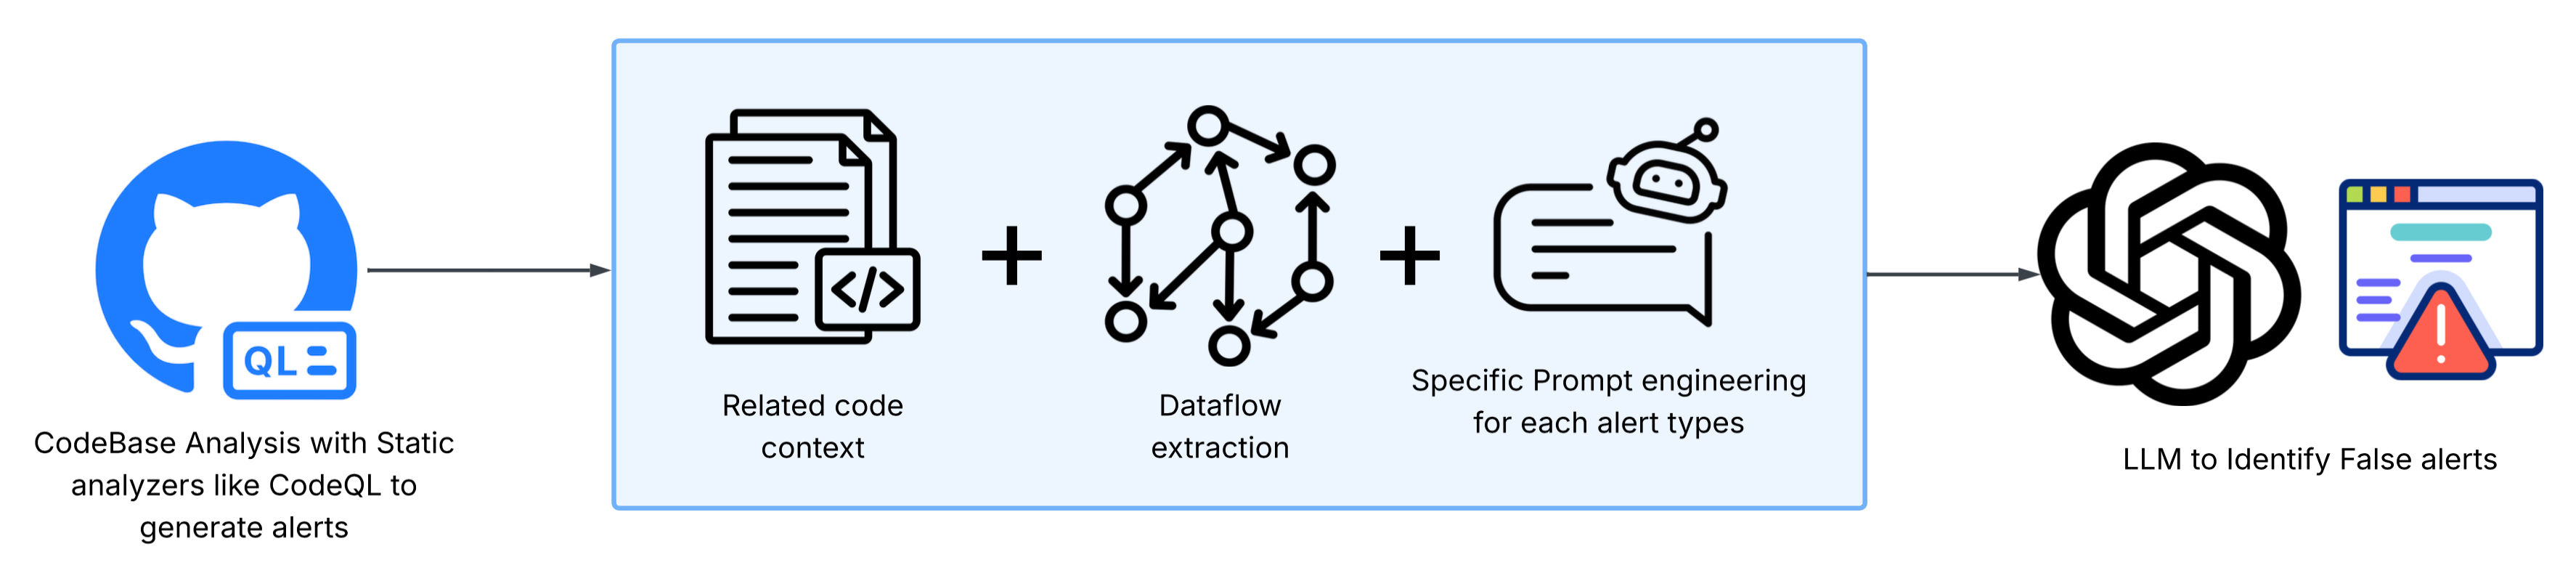 QL
CodeBase Analysis with Static
analyzers like CodeQL to
generate alerts
</>
Related code
context
Dataflow
extraction
Specific Prompt engineering
for each alert types
LLM to Identify False alerts